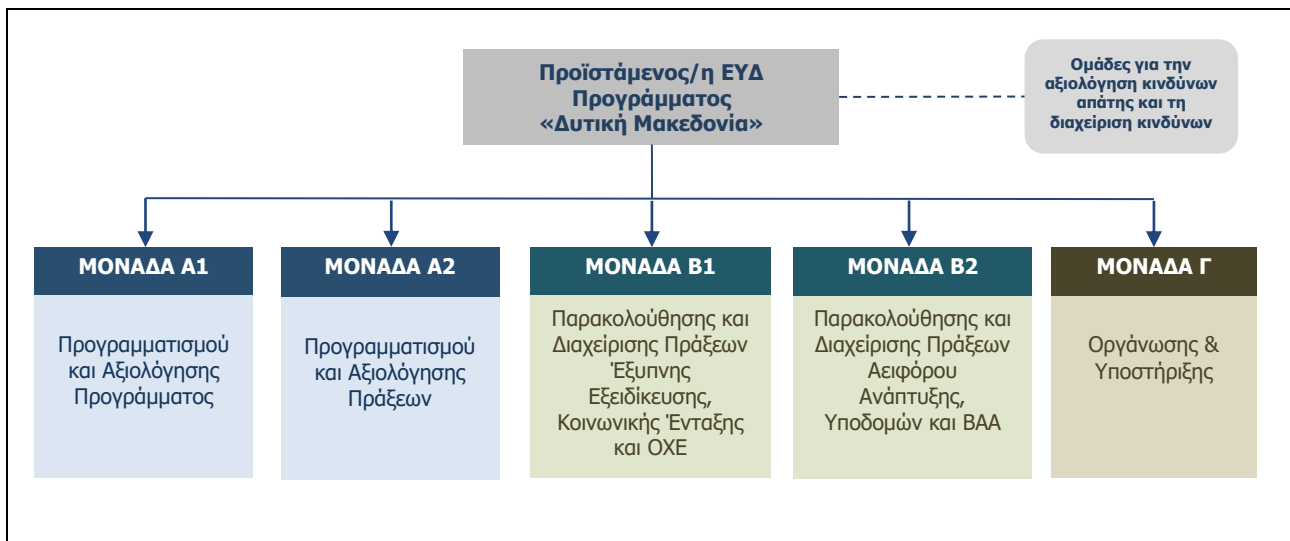 Προϊστάμενος/η ΕΥΔ
Προγράμματος
«Δυτική Μακεδονία»
Ομάδες για την
αξιολόγηση κινδύνων
απάτης και τη
διαχείριση κινδύνων
ΜΟΝΑΔΑ Α1
Προγραμματισμού
και Αξιολόγησης
Προγράμματος
ΜΟΝΑΔΑ Α2
Προγραμματισμού
και Αξιολόγησης
Πράξεων
ΜΟΝΑΔΑ Β1
Παρακολούθησης και
Διαχείρισης Πράξεων
Έξυπνης
Εξειδίκευσης,
Κοινωνικής Ένταξης
και ΟΧΕ
ΜΟΝΑΔΑ Β2
Παρακολούθησης και
Διαχείρισης Πράξεων
Αειφόρου
Ανάπτυξης,
Υποδομών και ΒΑΑ
ΜΟΝΑΔΑ Γ
Οργάνωσης &
Υποστήριξης